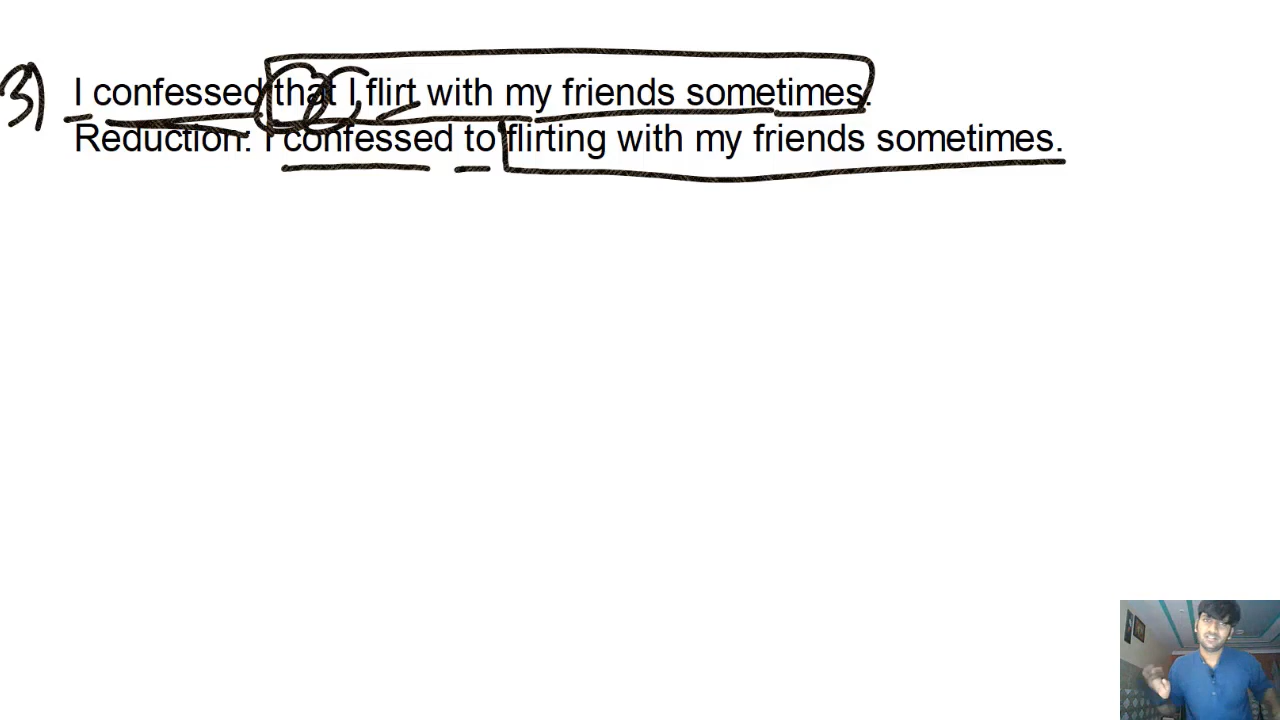 3) I confessed that I flirt with my friends sometimes.
Reduction: I confessed to flirting with my friends sometimes.